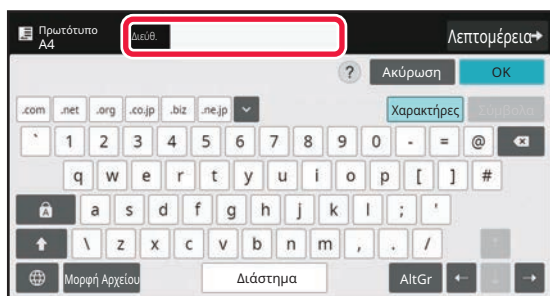 Πρωτότυπο
A4
Διεύθ.
Λεπτομέρεια
? Ακύρωση OK
.com .net .org .co.jp .biz .ne.jp Χαρακτήρες Σύμβολα
` 1 2 3 4 5 6 7 8 9 0 - = @
q w e r t y u i o p [ ] #
A a s d f g h j k l ; '
\ z x c v b n m , . /
Μορφή Αρχείου Διάστημα AltGr